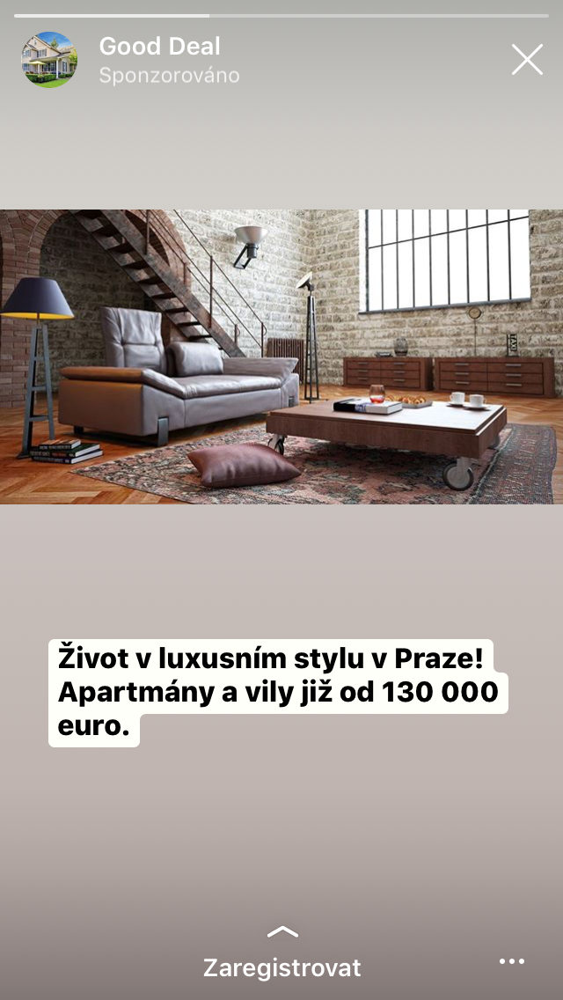 Good Deal
Sponzorováno
Život v luxusním stylu v Praze!
Apartmány a vily již od 130 000
euro.
Zaregistrovat